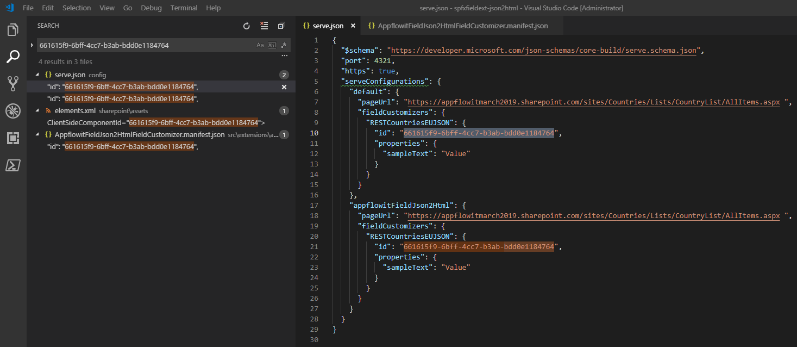 File Edit Selection View Go Debug Terminal Help
serve.json - spfxfieldext-json2html - Visual Studio Code [Administrator]
SEARCH
661615f9-6bff-4cc7-b3ab-bdd0e1184764
4 results in 3 files
serve.json config 2
"id": "661615f9-6bff-4cc7-b3ab-bdd0e1184764",
"id": "661615f9-6bff-4cc7-b3ab-bdd0e1184764",
elements.xml sharepoint\assets 1
ClientSideComponentId="661615f9-6bff-4cc7-b3ab-bdd0e1184764">
AppflowitFieldJson2HtmlFieldCustomizer.manifest.json src\extensions\a... 1
"id": "661615f9-6bff-4cc7-b3ab-bdd0e1184764",
serve.json AppflowitFieldJson2HtmlFieldCustomizer.manifest.json
1 {
2 "$schema": "https://developer.microsoft.com/json-schemas/core-build/serve.schema.json",
3 "port": 4321,
4 "https": true,
5 "serveConfigurations": {
6 "default": {
7 "pageUrl": "https://appflowitmarch2019.sharepoint.com/sites/Countries/Lists/CountryList/AllItems.aspx ",
8 "fieldCustomizers": {
9 "RESTCountriesEUJSON": {
10 "id": "661615f9-6bff-4cc7-b3ab-bdd0e1184764",
11 "properties": {
12 "sampleText": "Value"
13 }
14 }
15 }
16 },
17 "appflowitFieldJson2Html": {
18 "pageUrl": "https://appflowitmarch2019.sharepoint.com/sites/Countries/Lists/CountryList/AllItems.aspx ",
19 "fieldCustomizers": {
20 "RESTCountriesEUJSON": {
21 "id": "661615f9-6bff-4cc7-b3ab-bdd0e1184764",
22 "properties": {
23 "sampleText": "Value"
24 }
25 }
26 }
27 }
28 }
29 }
30